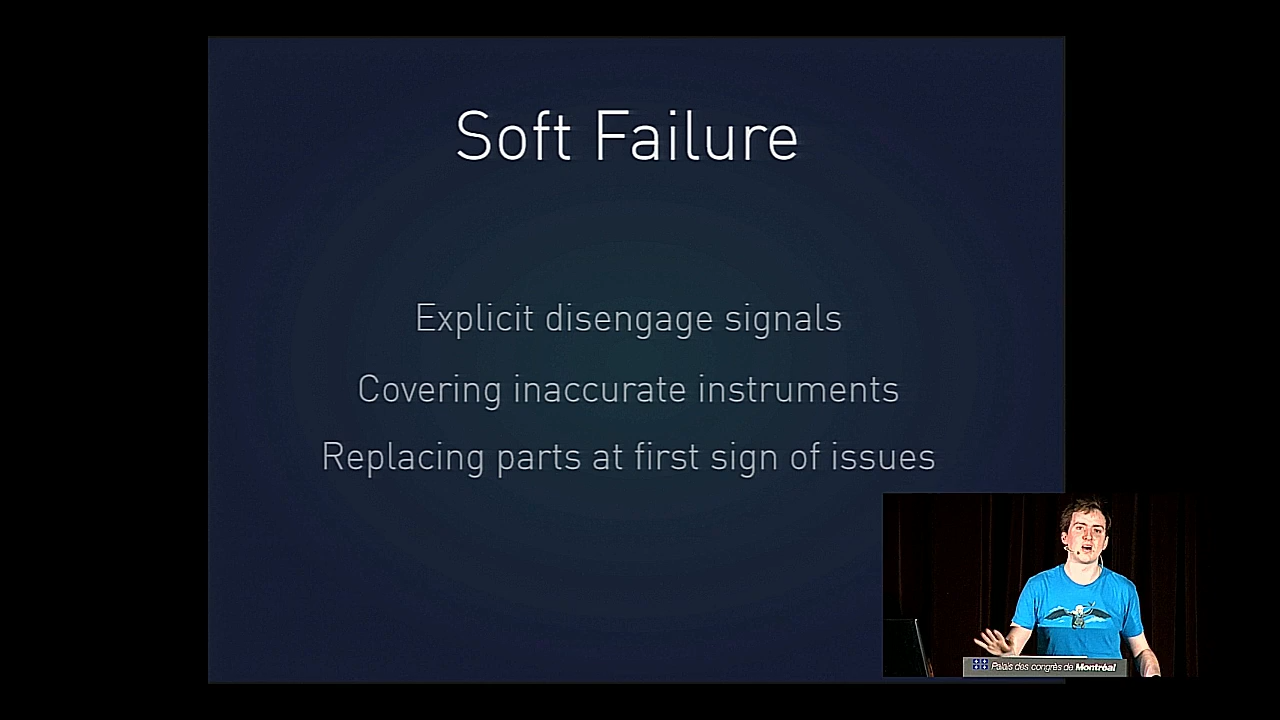 Soft Failure
Explicit disengage signals
Covering inaccurate instruments
Replacing parts at first sign of issues
Palais des congrès de Montréal